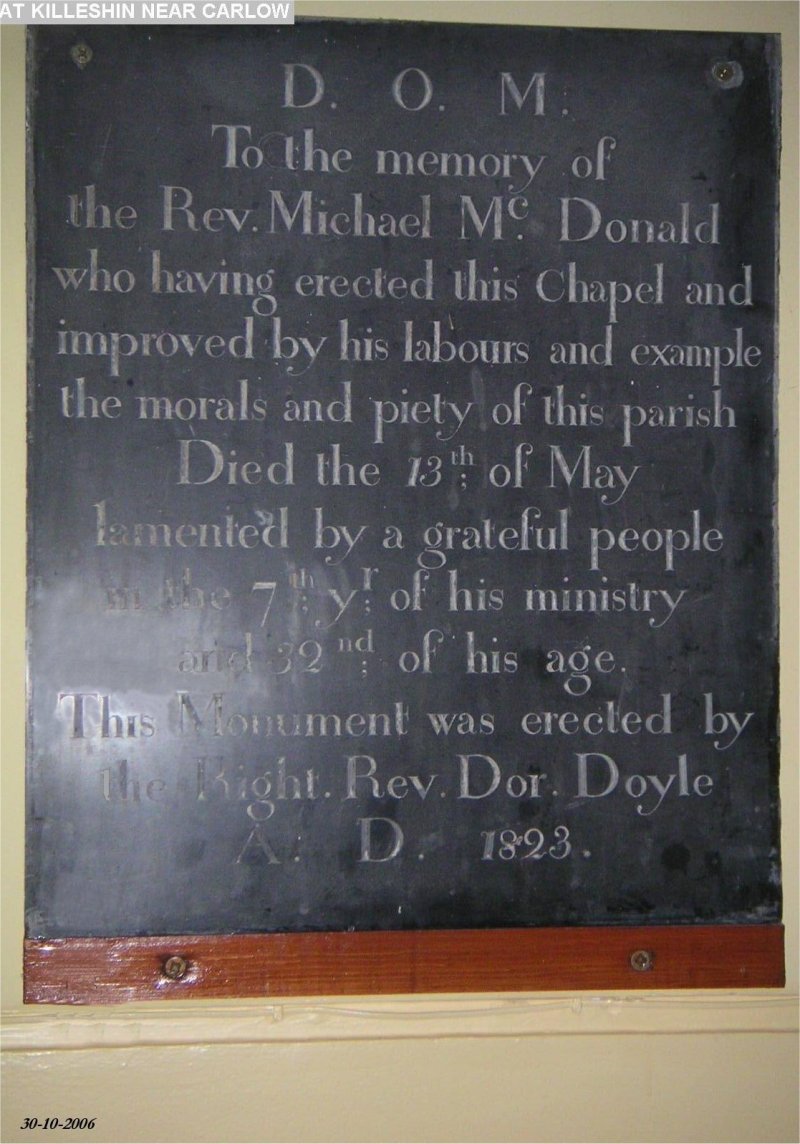 AT KILLESHIN NEAR CARLOW
D. O. M:
To the memory of
the Rev. Michael Mc. Donald
who having erected this Chapel and
improved by his labours and example
the morals and piety of this parish
Died the 13th: of May
lamented by a grateful people
in the 7th: yr: of his ministry
and 32nd: of his age.
This Monument was erected by
the Right. Rev. Dor. Doyle
A. D. 1823.
30-10-2006